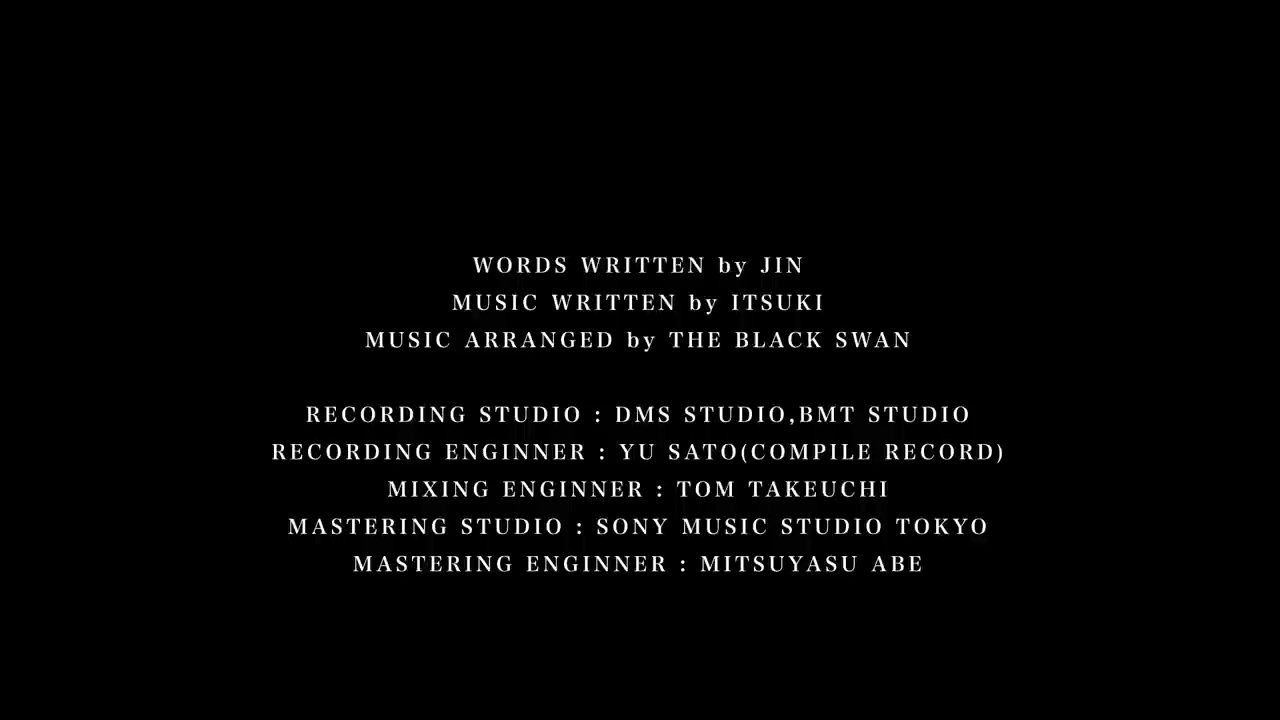 WORDS WRITTEN by JIN
MUSIC WRITTEN by ITSUKI
MUSIC ARRANGED by THE BLACK SWAN
RECORDING STUDIO : DMS STUDIO,BMT STUDIO
RECORDING ENGINNER : YU SATO(COMPILE RECORD)
MIXING ENGINNER : TOM TAKEUCHI
MASTERING STUDIO : SONY MUSIC STUDIO TOKYO
MASTERING ENGINNER : MITSUYASU ABE